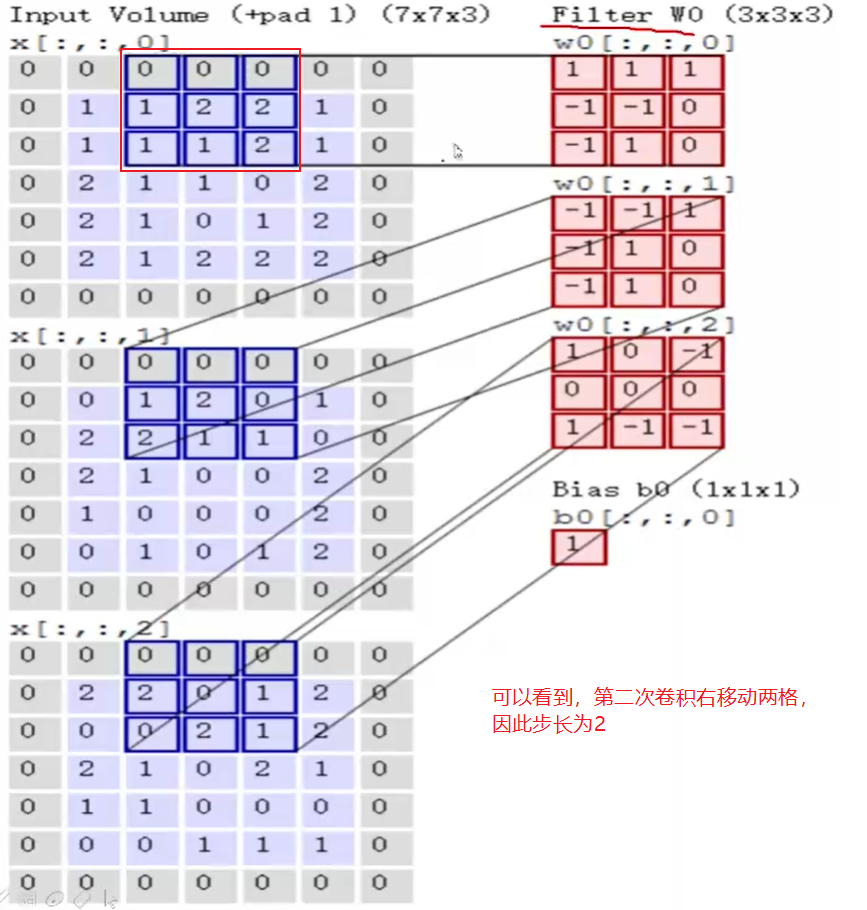 Input Volume (+pad 1) (7x7x3)
x[:,:,0]
0 0 0 0 0 0 0
0 1 1 2 2 1 0
0 1 1 1 2 1 0
0 2 1 1 0 2 0
0 2 1 0 1 2 0
0 2 1 2 2 2 0
0 0 0 0 0 0 0
x[:,:,1]
0 0 0 0 0 0 0
0 0 1 2 0 1 0
0 2 2 1 1 0 0
0 2 1 0 0 2 0
0 1 0 0 0 2 0
0 0 1 0 1 2 0
0 0 0 0 0 0 0
x[:,:,2]
0 0 0 0 0 0 0
0 2 2 0 1 2 0
0 0 0 2 1 2 0
0 2 1 0 2 1 0
0 1 1 0 0 0 0
0 0 0 1 1 1 0
0 0 0 0 0 0 0
Filter W0 (3x3x3)
w0[:,:,0]
1 1 1
-1 -1 0
-1 1 0
w0[:,:,1]
-1 -1 1
-1 1 0
-1 1 0
w0[:,:,2]
1 0 -1
0 0 0
1 -1 -1
Bias b0 (1x1x1)
b0[:,:,0]
1
可以看到，第二次卷积右移动两格，
因此步长为2